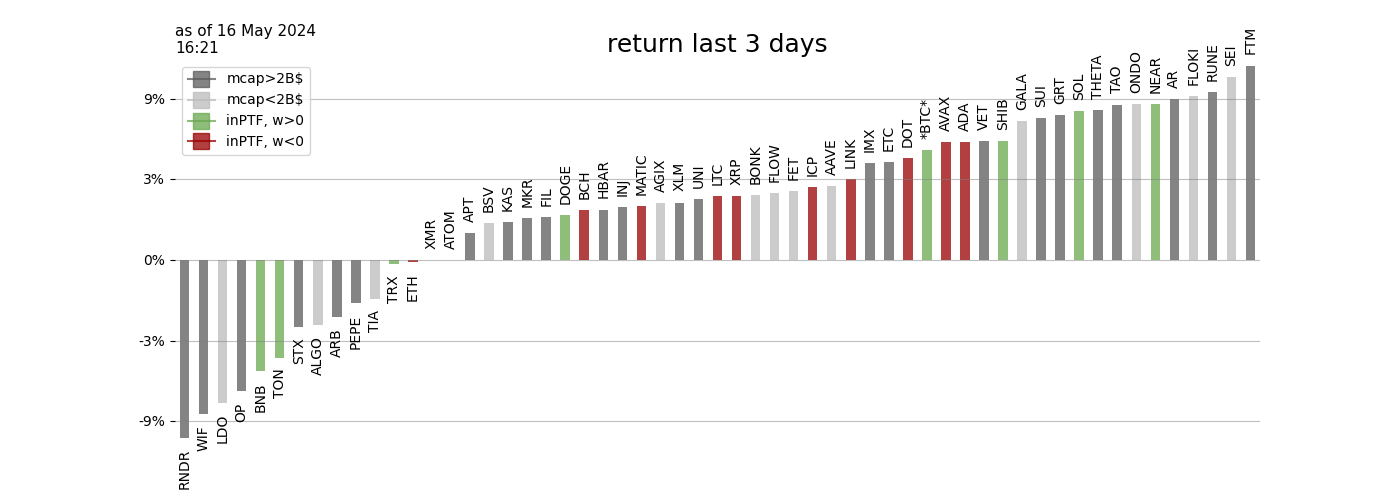 as of 16 May 2024
16:21
return last 3 days
mcap>2B$
mcap<2B$
inPTF, w>0
inPTF, w<0
9%
3%
0%
-3%
-9%
RNDR
WIF
LDO
OP
BNB
TON
STX
ALGO
ARB
PEPE
TIA
TRX
ETH
XMR
ATOM
APT
BSV
KAS
MKR
FIL
DOGE
BCH
HBAR
INJ
MATIC
AGIX
XLM
UNI
LTC
XRP
BONK
FLOW
FET
ICP
AAVE
LINK
IMX
ETC
DOT
*BTC*
AVAX
ADA
VET
SHIB
GALA
SUI
GRT
SOL
THETA
TAO
ONDO
NEAR
AR
FLOKI
RUNE
SEI
FTM